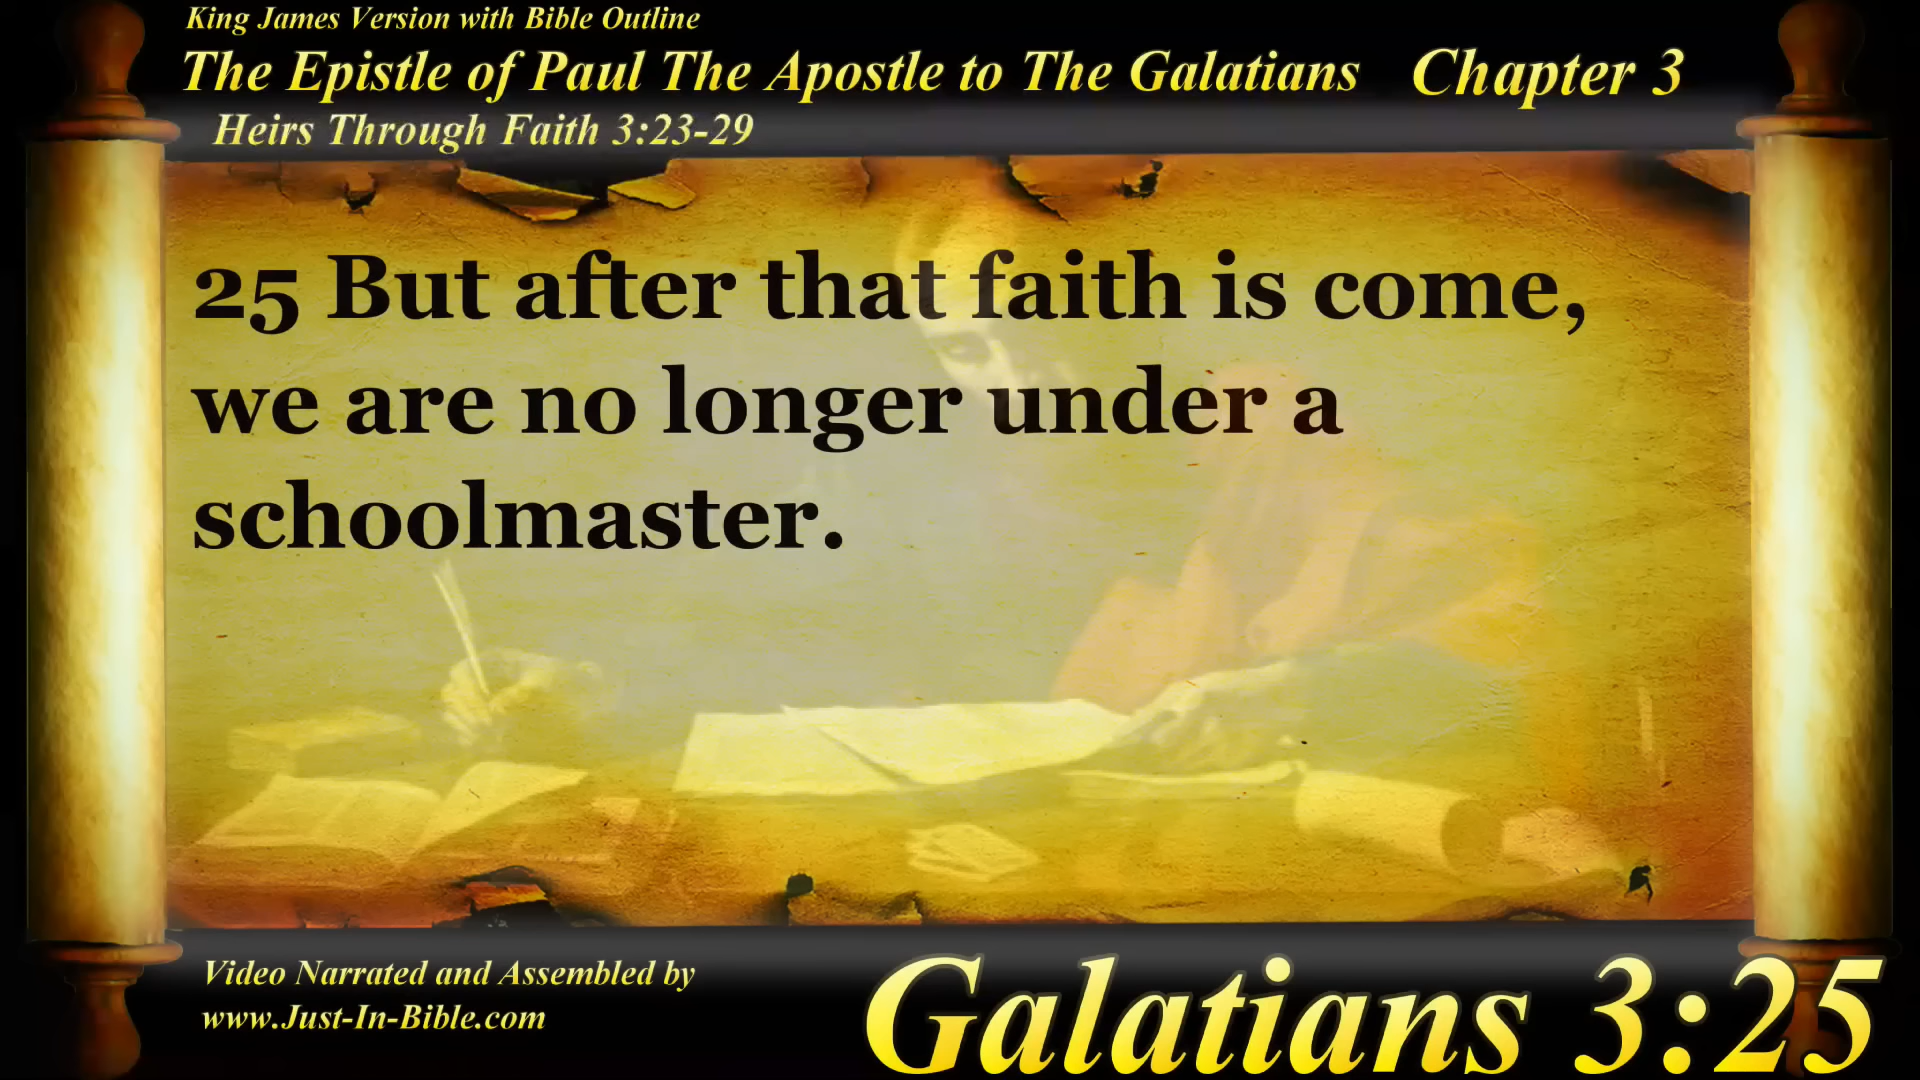 King James Version with Bible Outline
The Epistle of Paul The Apostle to The Galatians Chapter 3
Heirs Through Faith 3:23-29
25 But after that faith is come,
we are no longer under a
schoolmaster.
Video Narrated and Assembled by
www.Just-In-Bible.com
Galatians 3:25